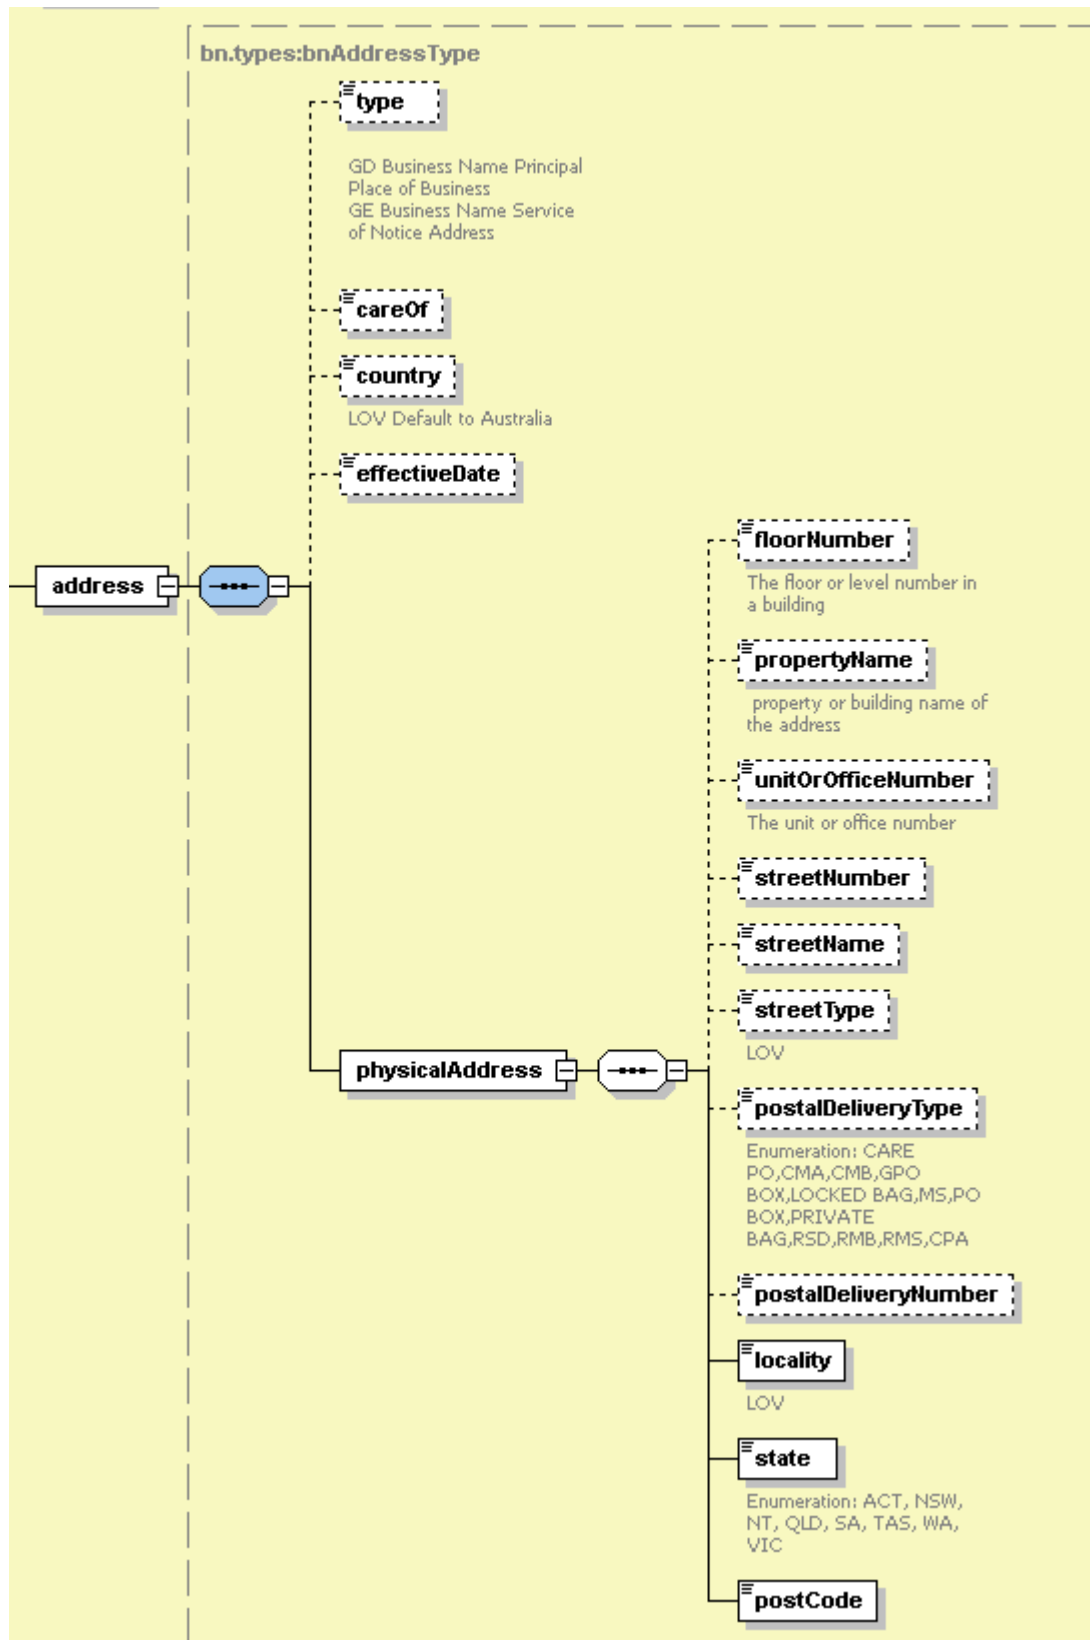 bn.types:bnAddressType
type
GD Business Name Principal
Place of Business
GE Business Name Service
of Notice Address
careOf
country
LOV Default to Australia
effectiveDate
address
physicalAddress
floorNumber
The floor or level number in
a building
propertyName
property or building name of
the address
unitOrOfficeNumber
The unit or office number
streetNumber
streetName
streetType
LOV
postalDeliveryType
Enumeration: CARE
PO,CMA,CMB,GPO
BOX,LOCKED BAG,MS,PO
BOX,PRIVATE
BAG,RSD,RMB,RMS,CPA
postalDeliveryNumber
locality
LOV
state
Enumeration: ACT, NSW,
NT, QLD, SA, TAS, WA,
VIC
postCode